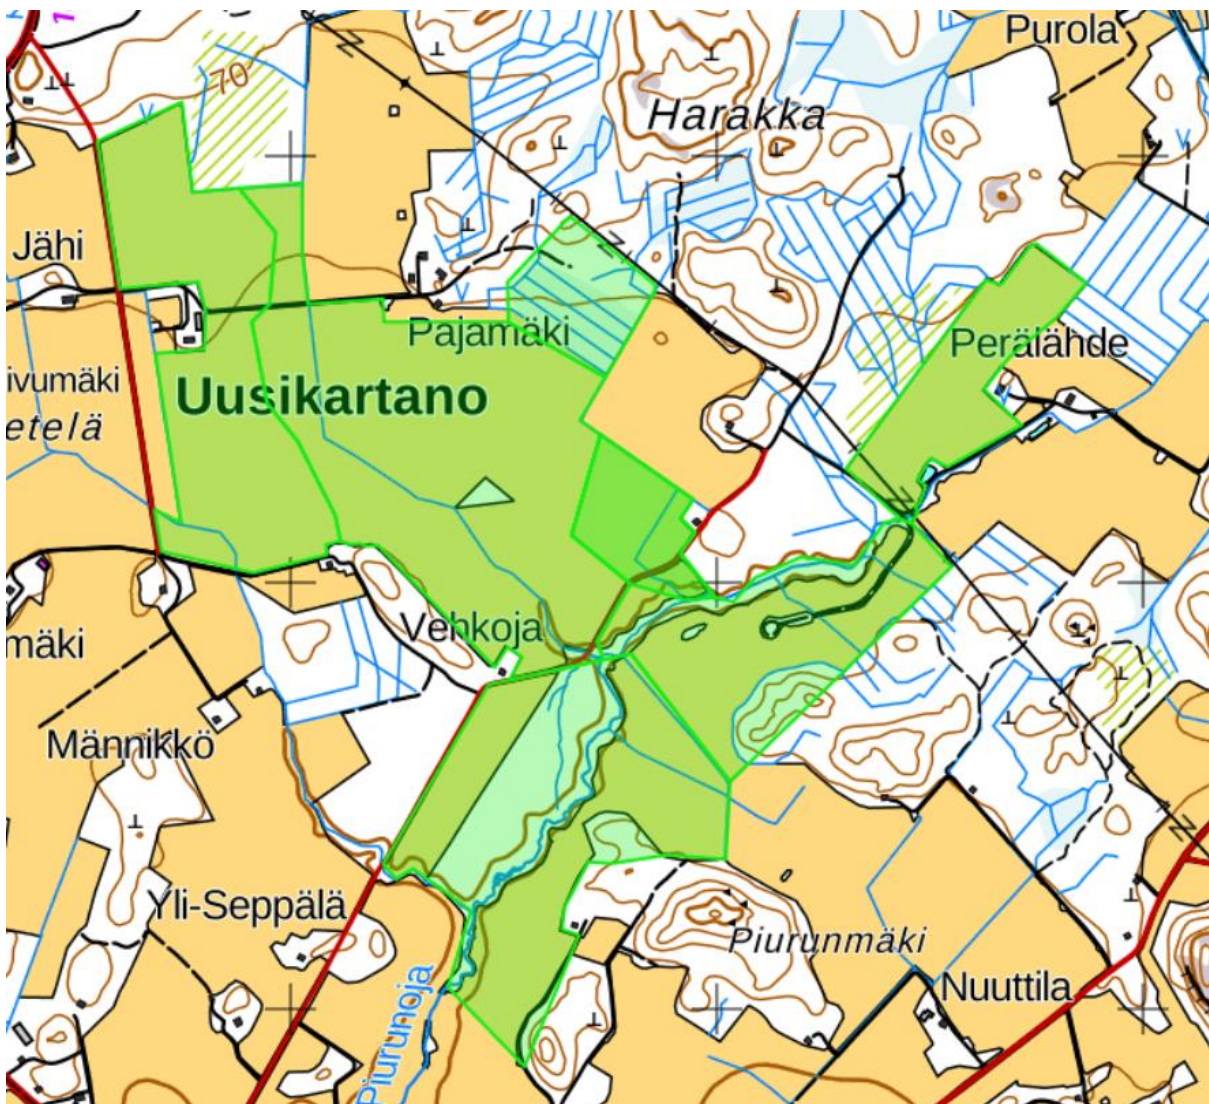 Purola
70
Harakka
Jähi
Pajamäki
Perälähde
ivumäki
Uusikartano
etelä
Vehkoja
mäki
Männikkö
Yli-Seppälä
Piurunmäki
Nuuttila
Piurunoja